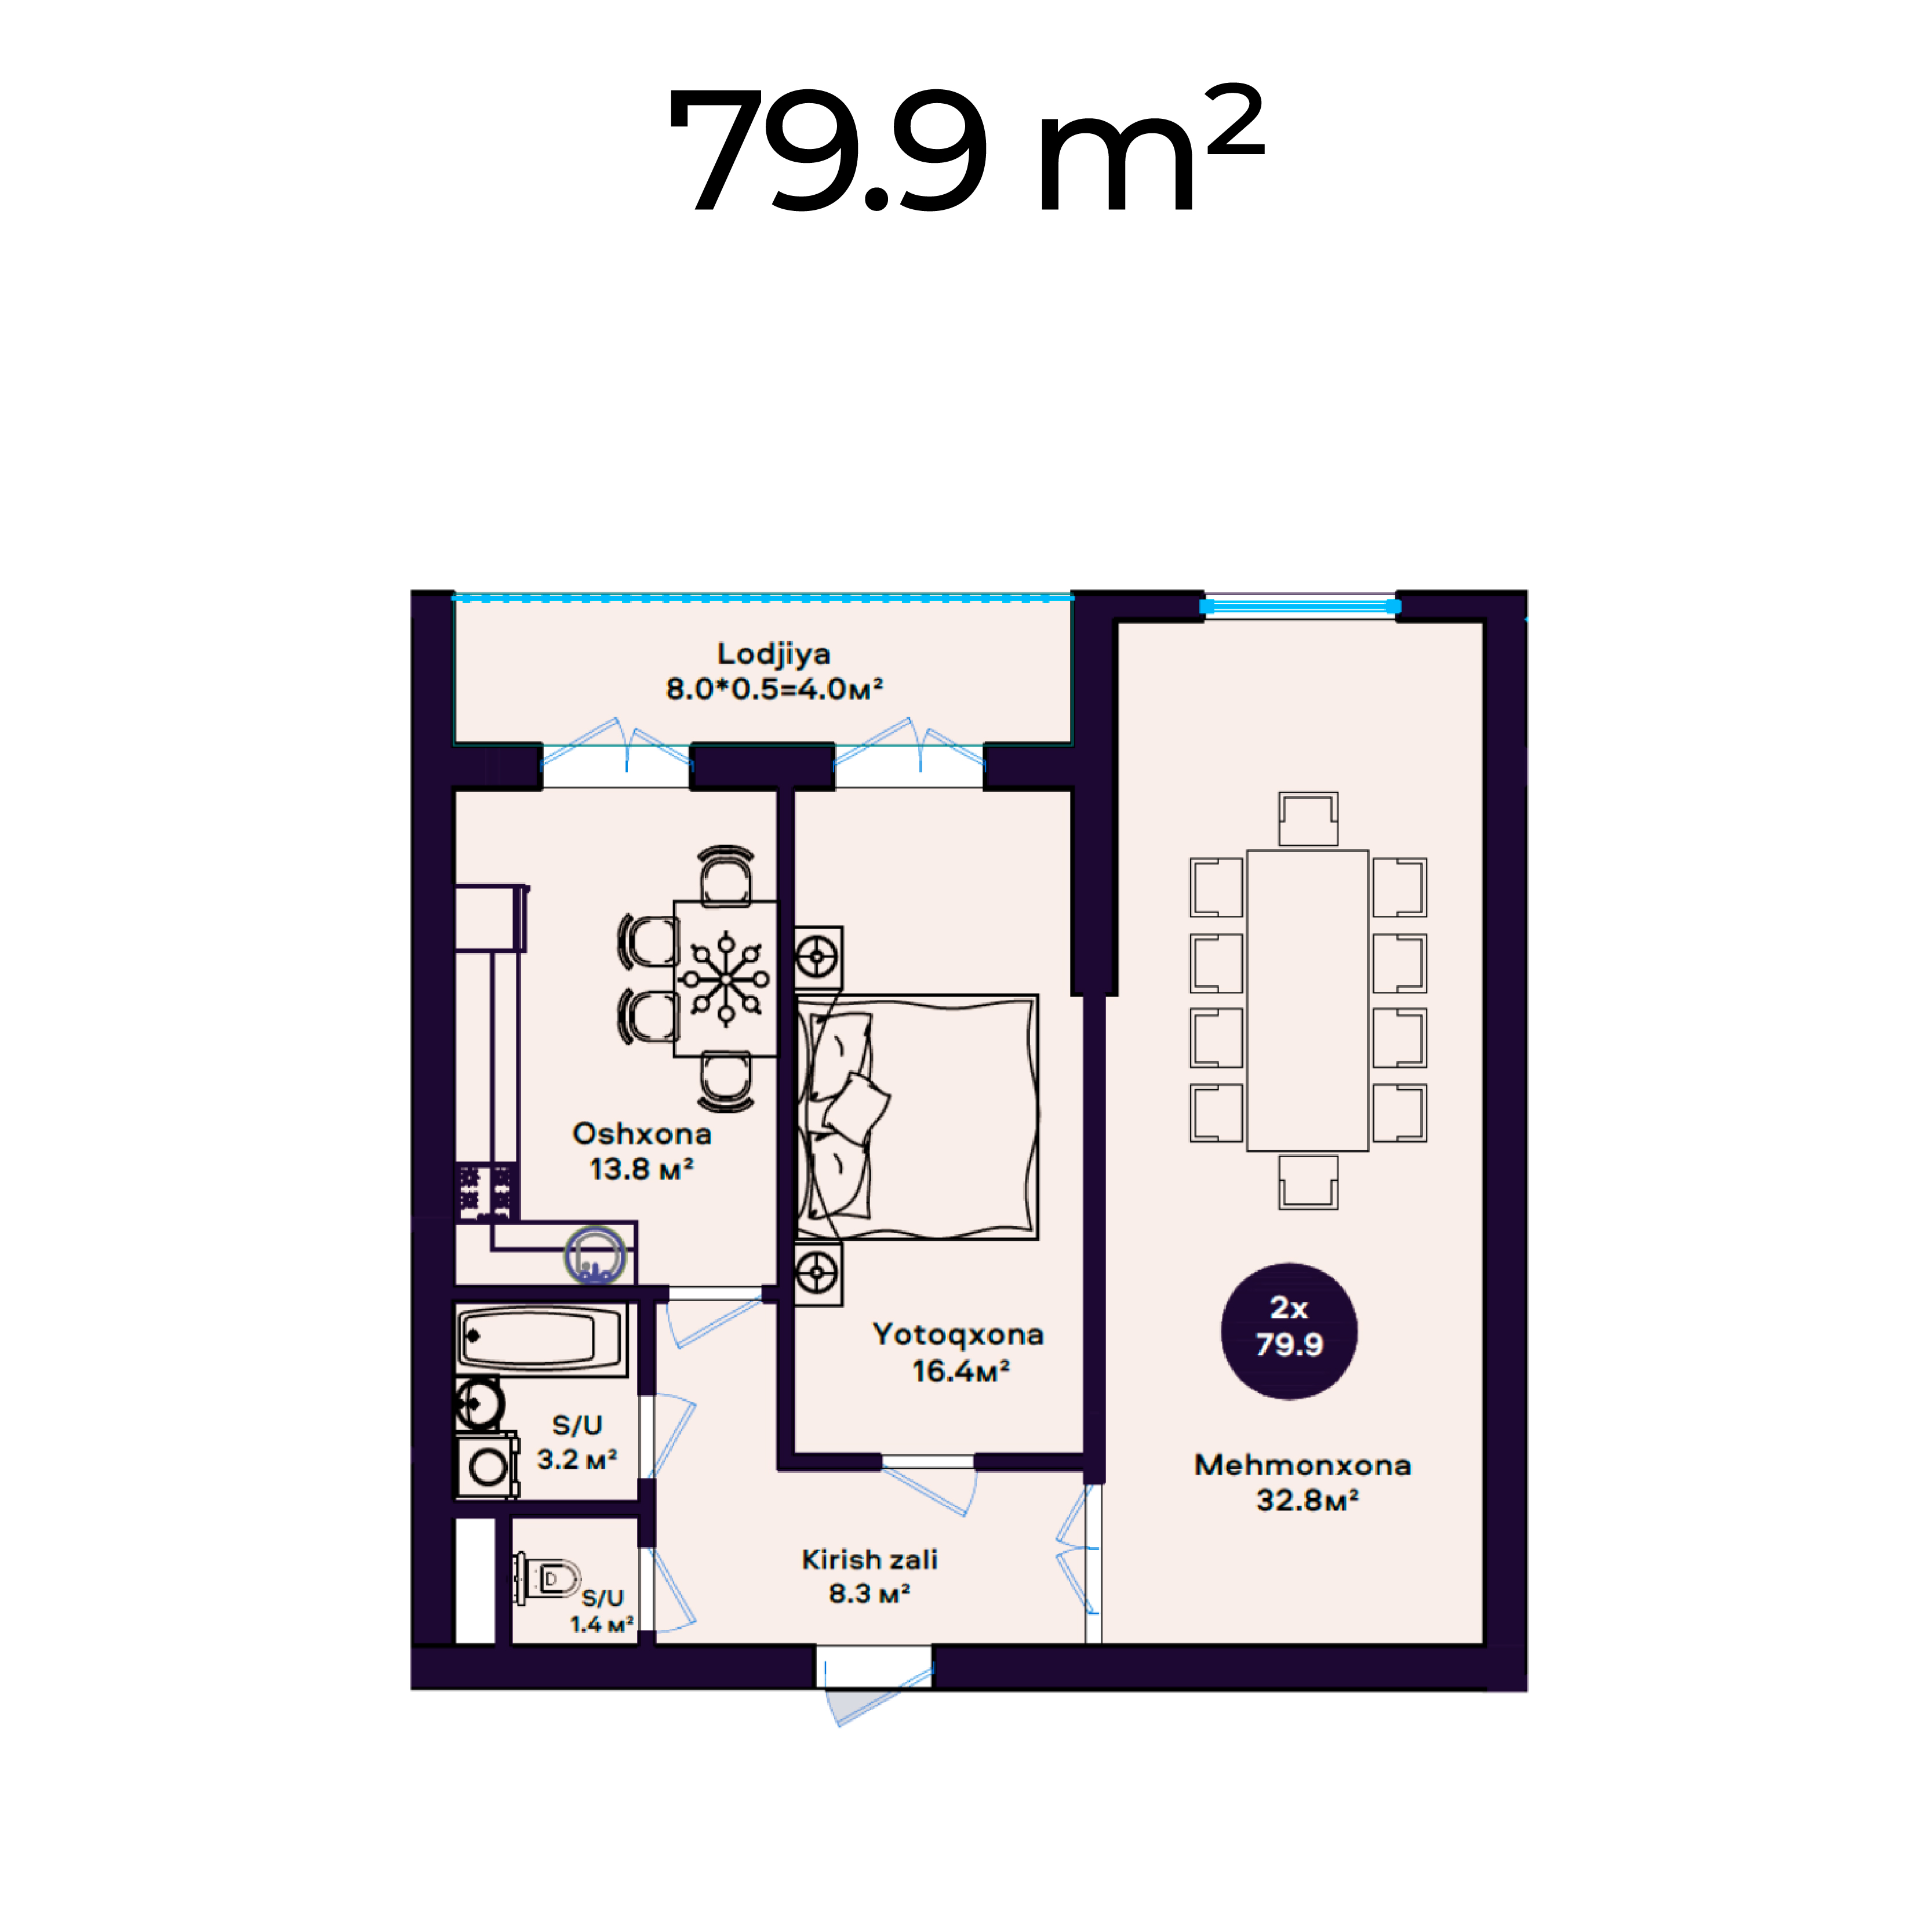 79.9 m²
Lodjiya
8.0*0.5=4.0м²
Oshxona
13.8 м²
Yotoqxona
16.4м²
2x
79.9
S/U
3.2 м²
Mehmonxona
32.8м²
Kirish zali
8.3 м²
S/U
1.4 м²